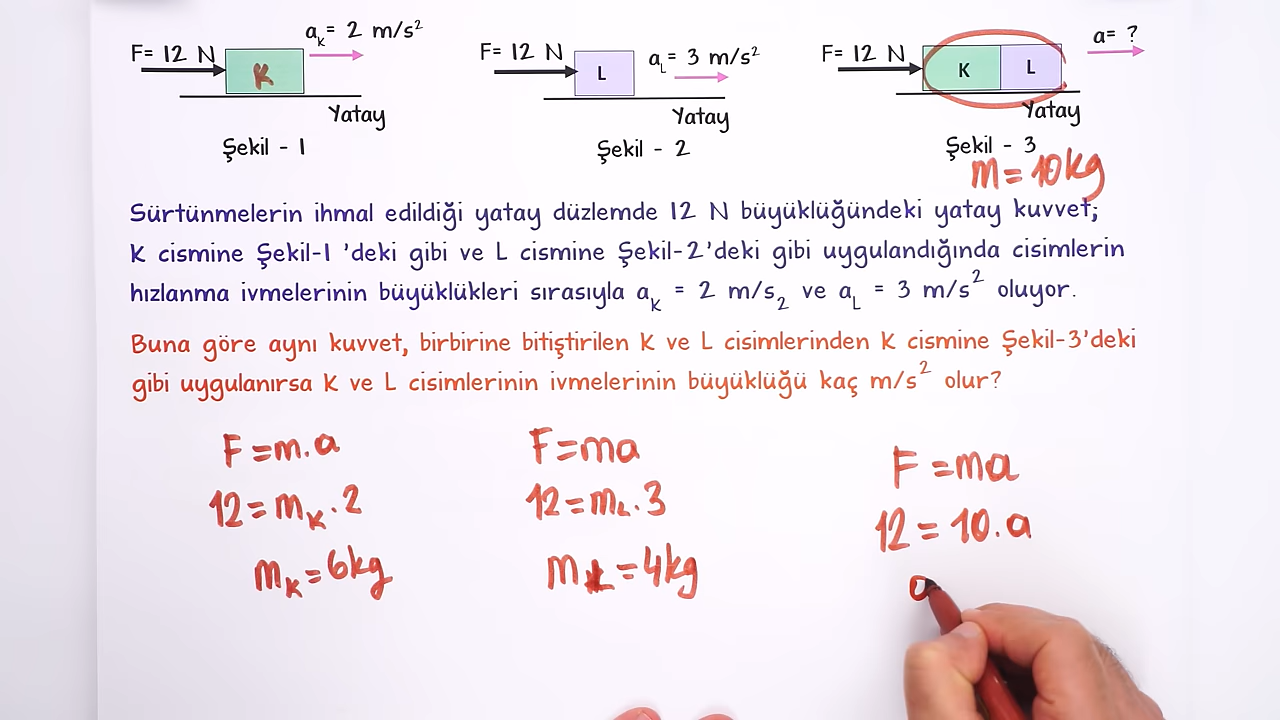 F= 12 N
K
aK = 2 m/s²
Yatay
Şekil - 1
F= 12 N
L
aL = 3 m/s²
Yatay
Şekil - 2
F= 12 N
K
L
a= ?
Yatay
Şekil - 3
m=10kg
Sürtünmelerin ihmal edildiği yatay düzlemde 12 N büyüklüğündeki yatay kuvvet;
K cismine Şekil-1 'deki gibi ve L cismine Şekil-2'deki gibi uygulandığında cisimlerin
hızlanma ivmelerinin büyüklükleri sırasıyla aK = 2 m/s₂ ve aL = 3 m/s² oluyor.
Buna göre aynı kuvvet, birbirine bitiştirilen K ve L cisimlerinden K cismine Şekil-3'deki
gibi uygulanırsa K ve L cisimlerinin ivmelerinin büyüklüğü kaç m/s² olur?
F=m.a
12=mK.2
mK=6kg
F=ma
12=mL.3
mL=4kg
F=ma
12=10.a
a